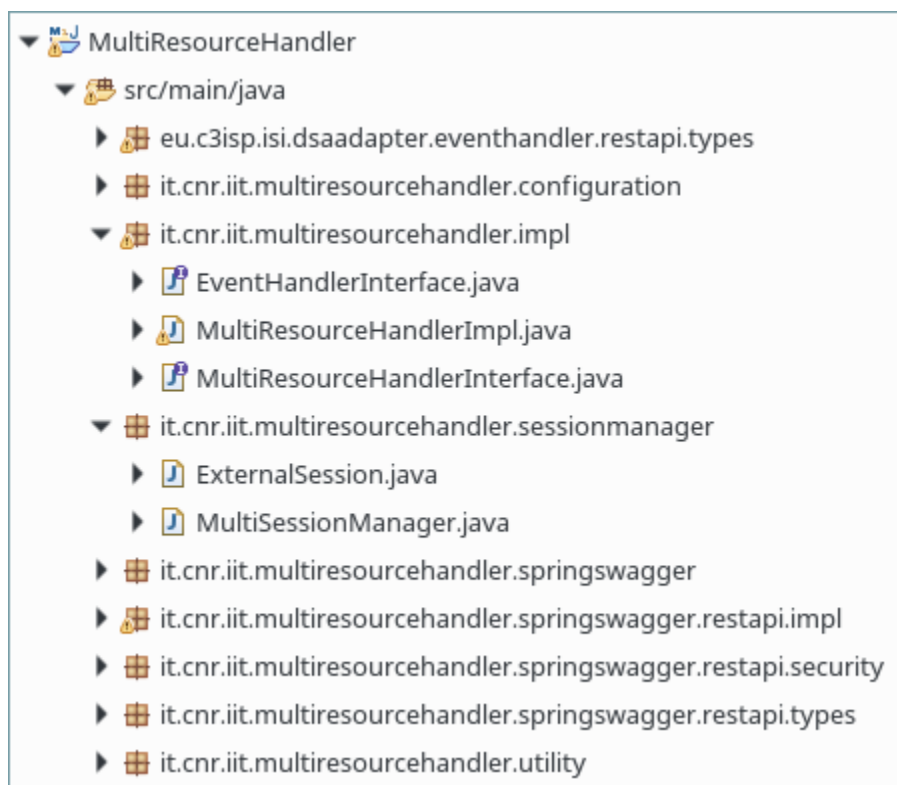 MultiResourceHandler
src/main/java
eu.c3isp.isi.dsaadapter.eventhandler.restapi.types
it.cnr.iit.multiresourcehandler.configuration
it.cnr.iit.multiresourcehandler.impl
EventHandlerInterface.java
MultiResourceHandlerImpl.java
MultiResourceHandlerInterface.java
it.cnr.iit.multiresourcehandler.sessionmanager
ExternalSession.java
MultiSessionManager.java
it.cnr.iit.multiresourcehandler.springswagger
it.cnr.iit.multiresourcehandler.springswagger.restapi.impl
it.cnr.iit.multiresourcehandler.springswagger.restapi.security
it.cnr.iit.multiresourcehandler.springswagger.restapi.types
it.cnr.iit.multiresourcehandler.utility